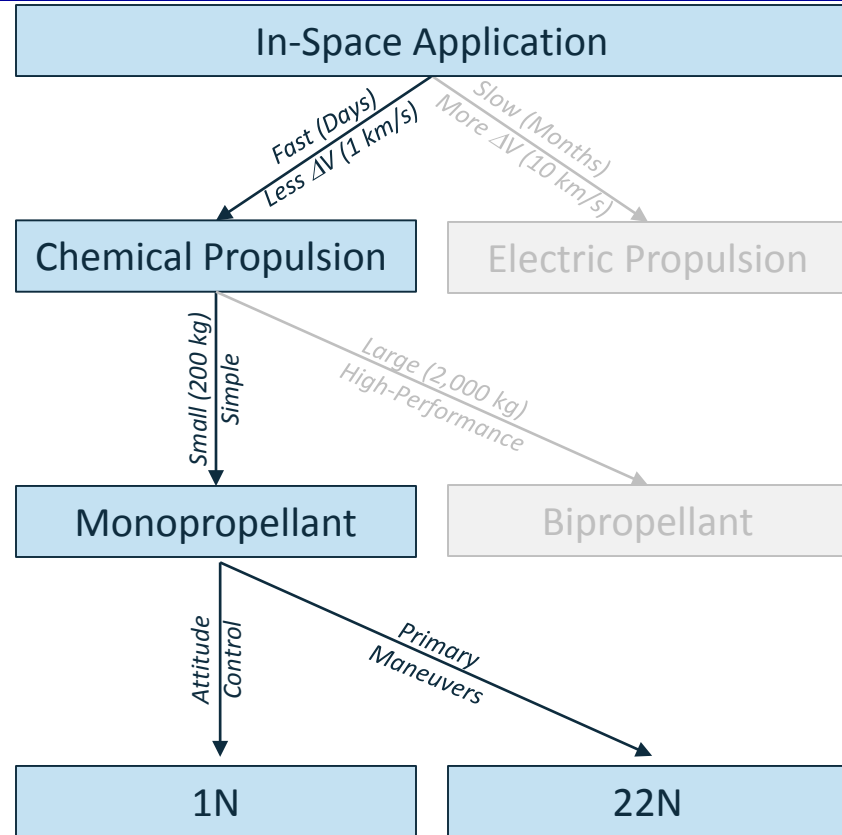 In-Space Application
Fast (Days)
Less ΔV (1 km/s)
Slow (Months)
More ΔV (10 km/s)
Chemical Propulsion
Electric Propulsion
Small (200 kg)
Simple
Large (2,000 kg)
High-Performance
Monopropellant
Bipropellant
Attitude
Control
Primary
Maneuvers
1N
22N